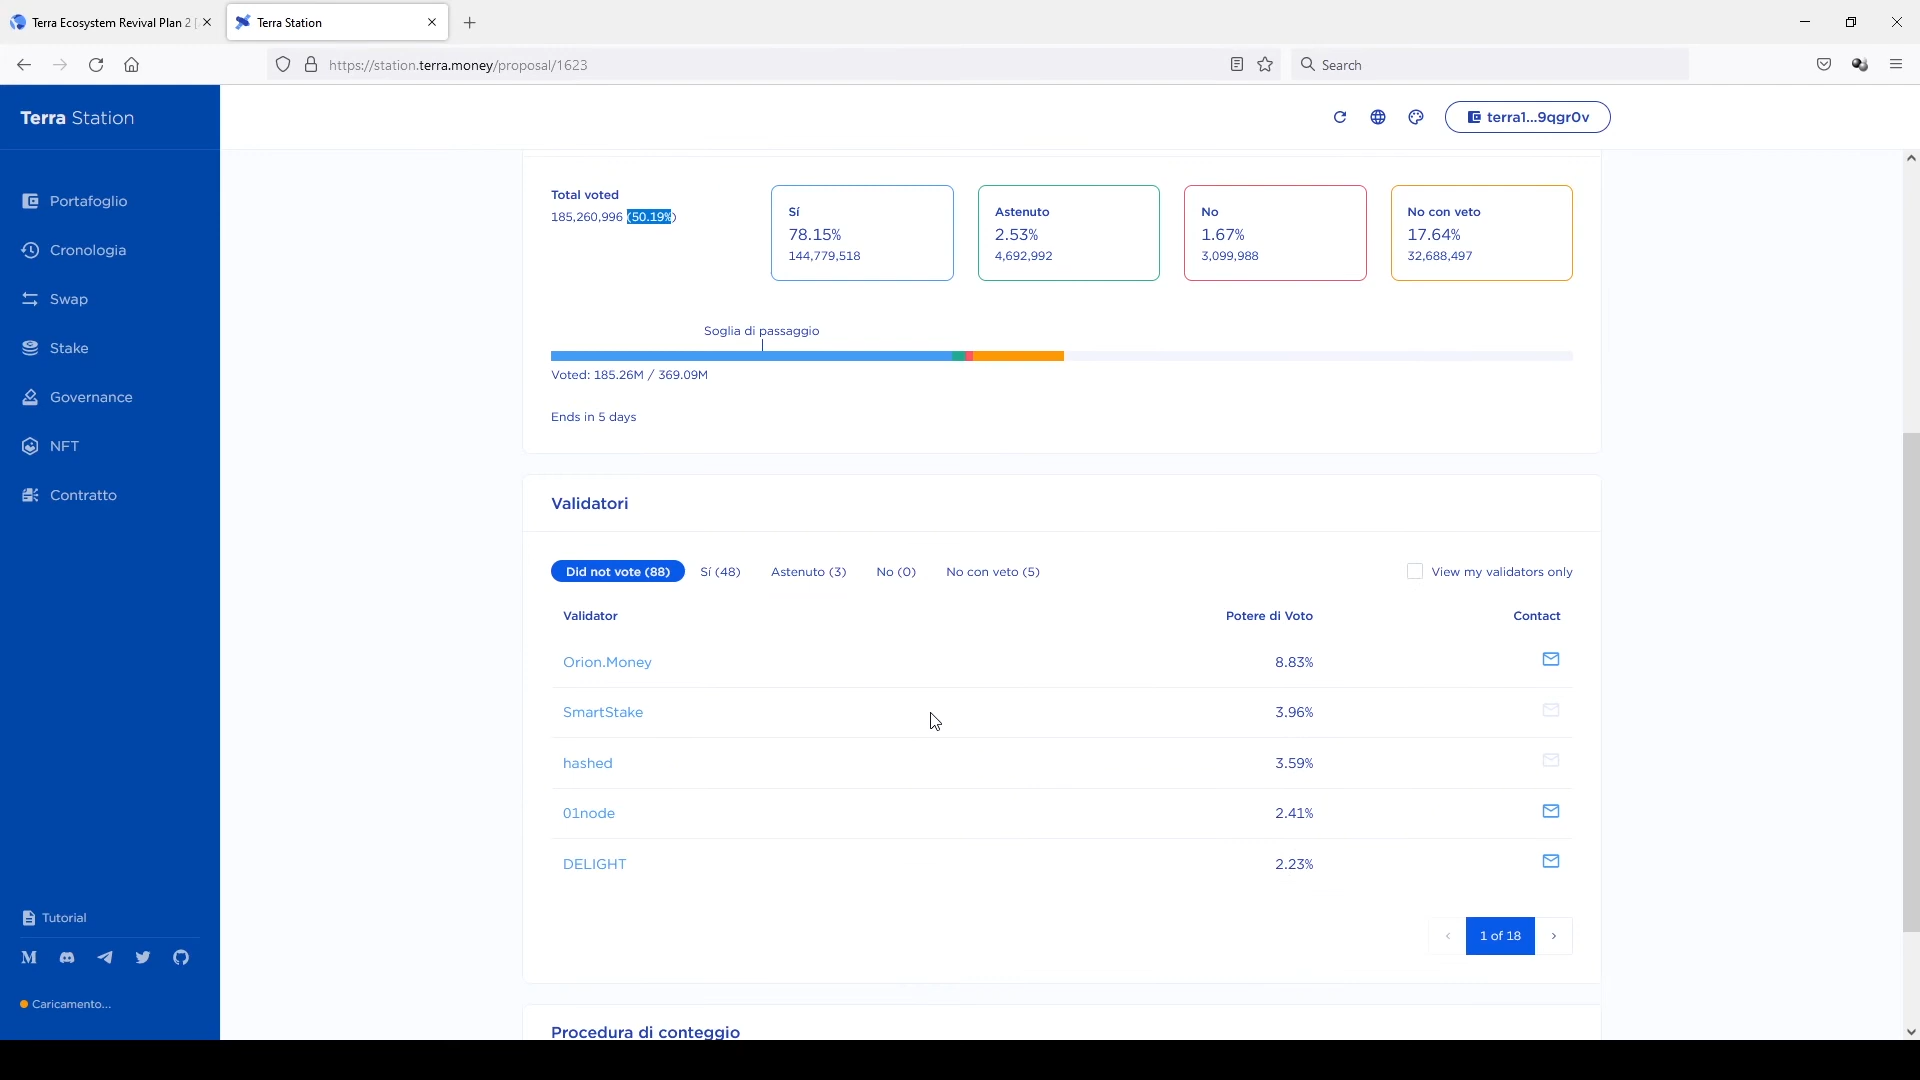 Terra Ecosystem Revival Plan 2
Terra Station
https://station.terra.money/proposal/1623
Search
Terra Station
terra1...9qgr0v
Portafoglio
Cronologia
Swap
Stake
Governance
NFT
Contratto
Tutorial
Caricamento...
Total voted
185,260,996 (50.19%)
Sí
78.15%
144,779,518
Astenuto
2.53%
4,692,992
No
1.67%
3,099,988
No con veto
17.64%
32,688,497
Soglia di passaggio
Voted: 185.26M / 369.09M
Ends in 5 days
Validatori
Did not vote (88) Sí (48) Astenuto (3) No (0) No con veto (5) View my validators only
Validator Potere di Voto Contact
Orion.Money 8.83%
SmartStake 3.96%
hashed 3.59%
01node 2.41%
DELIGHT 2.23%
1 of 18
Procedura di conteggio